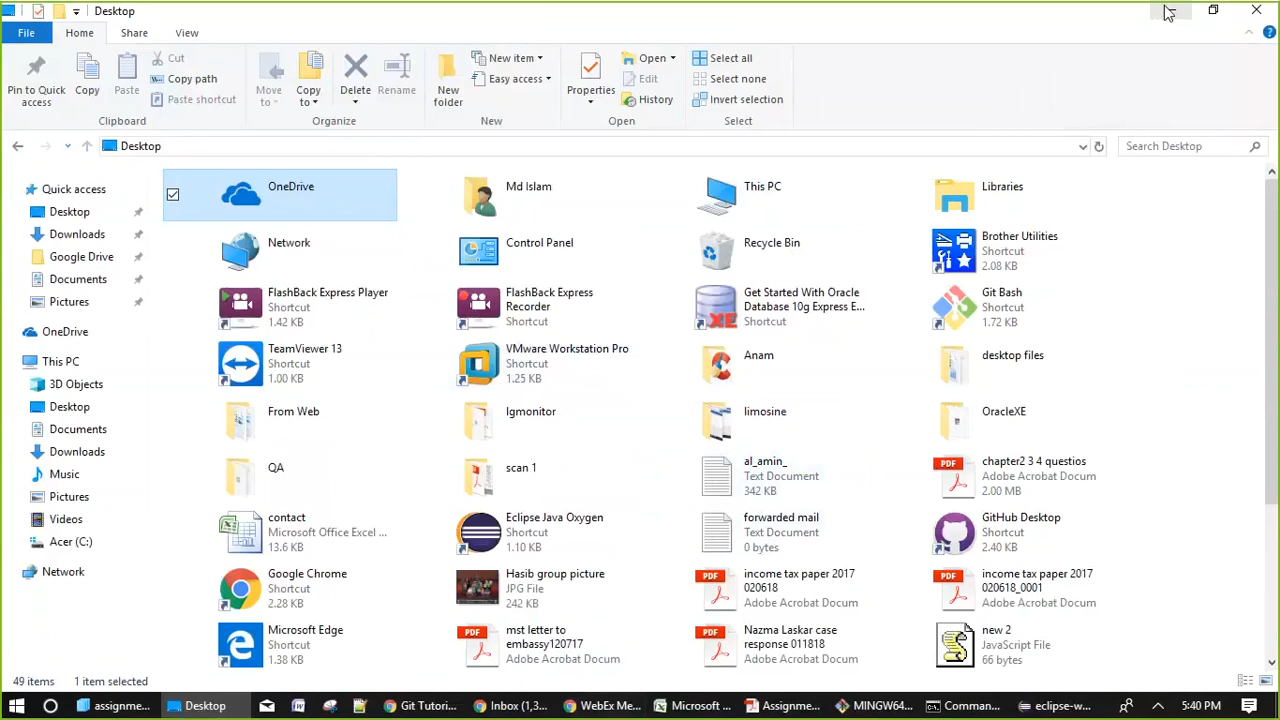 Desktop
File Home Share View
Pin to Quick access
Copy
Paste
Cut
Copy path
Paste shortcut
Clipboard
Move to
Copy to
Delete
Rename
Organize
New folder
New item
Easy access
New
Properties
Open
Edit
History
Open
Select all
Select none
Invert selection
Select
Desktop
Search Desktop
Quick access
Desktop
Downloads
Google Drive
Documents
Pictures
OneDrive
This PC
3D Objects
Desktop
Documents
Downloads
Music
Pictures
Videos
Acer (C:)
Network
OneDrive
Md Islam
This PC
Libraries
Network
Control Panel
Recycle Bin
Brother Utilities
Shortcut
2.08 KB
FlashBack Express Player
Shortcut
1.42 KB
FlashBack Express
Recorder
Shortcut
Get Started With Oracle
Database 10g Express E...
Shortcut
XE
Git Bash
Shortcut
1.72 KB
TeamViewer 13
Shortcut
1.00 KB
VMware Workstation Pro
Shortcut
1.25 KB
Anam
desktop files
From Web
Igmonitor
limosine
OracleXE
QA
scan 1
al_amin_
Text Document
342 KB
PDF
chapter2 3 4 questios
Adobe Acrobat Document
2.00 MB
contact
Microsoft Office Excel ...
13.6 KB
Eclipse Java Oxygen
Shortcut
1.10 KB
forwarded mail
Text Document
0 bytes
GitHub Desktop
Shortcut
2.40 KB
Google Chrome
Shortcut
2.28 KB
Hasib group picture
JPG File
242 KB
PDF
income tax paper 2017
020618
Adobe Acrobat Docum
PDF
income tax paper 2017
020618_0001
Adobe Acrobat Docum
Microsoft Edge
Shortcut
1.38 KB
PDF
mst letter to
embassy120717
Adobe Acrobat Docum
PDF
Nazma Laskar case
response 011818
Adobe Acrobat Docum
new 2
JavaScript File
66 bytes
49 items 1 item selected
assignme... Desktop Git Tutori... Inbox (1,3... WebEx Me... Microsoft ... Assignme... MINGW64... Comman... eclipse-w... 5:40 PM